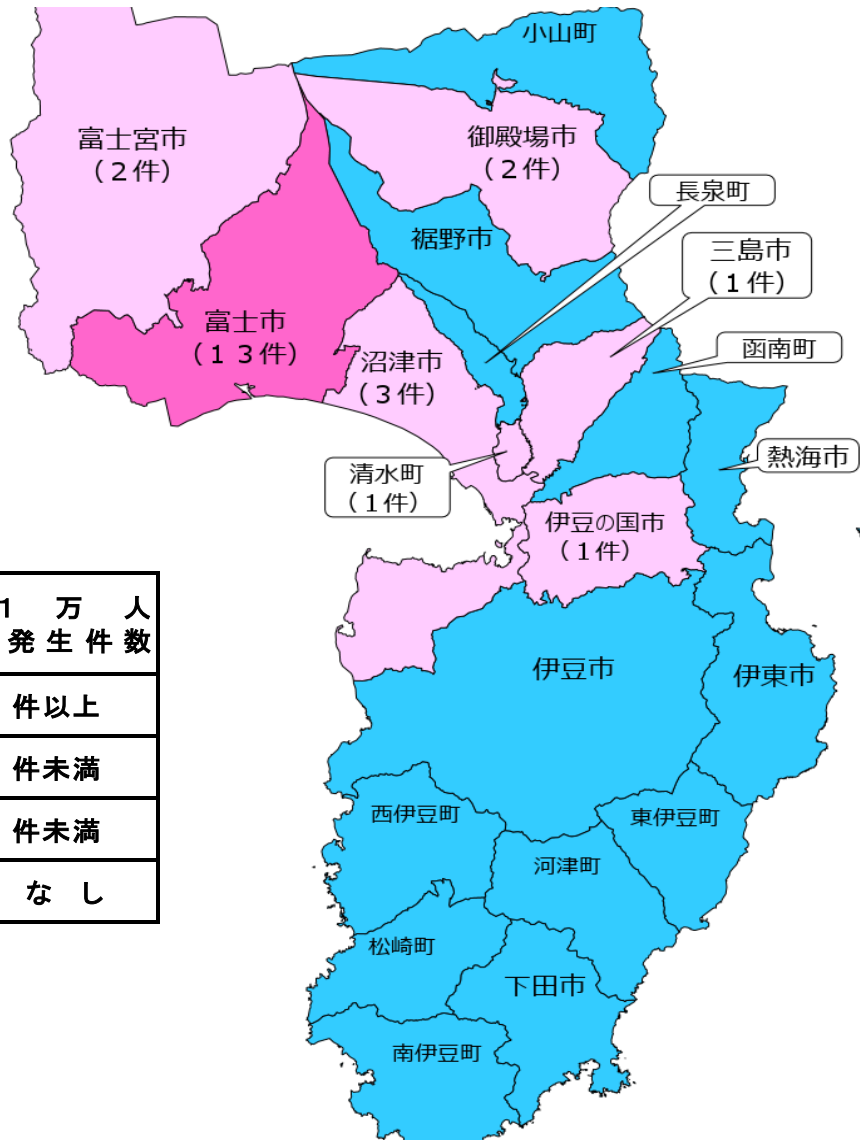 小山町
富士宮市
（２件）
御殿場市
（２件）
長泉町
裾野市
三島市
（１件）
富士市
（１３件）
沼津市
（３件）
函南町
熱海市
清水町
（１件）
伊豆の国市
（１件）
1 万 人
発 生 件 数
件以上
件未満
件未満
な し
伊豆市
伊東市
西伊豆町
東伊豆町
河津町
松崎町
下田市
南伊豆町